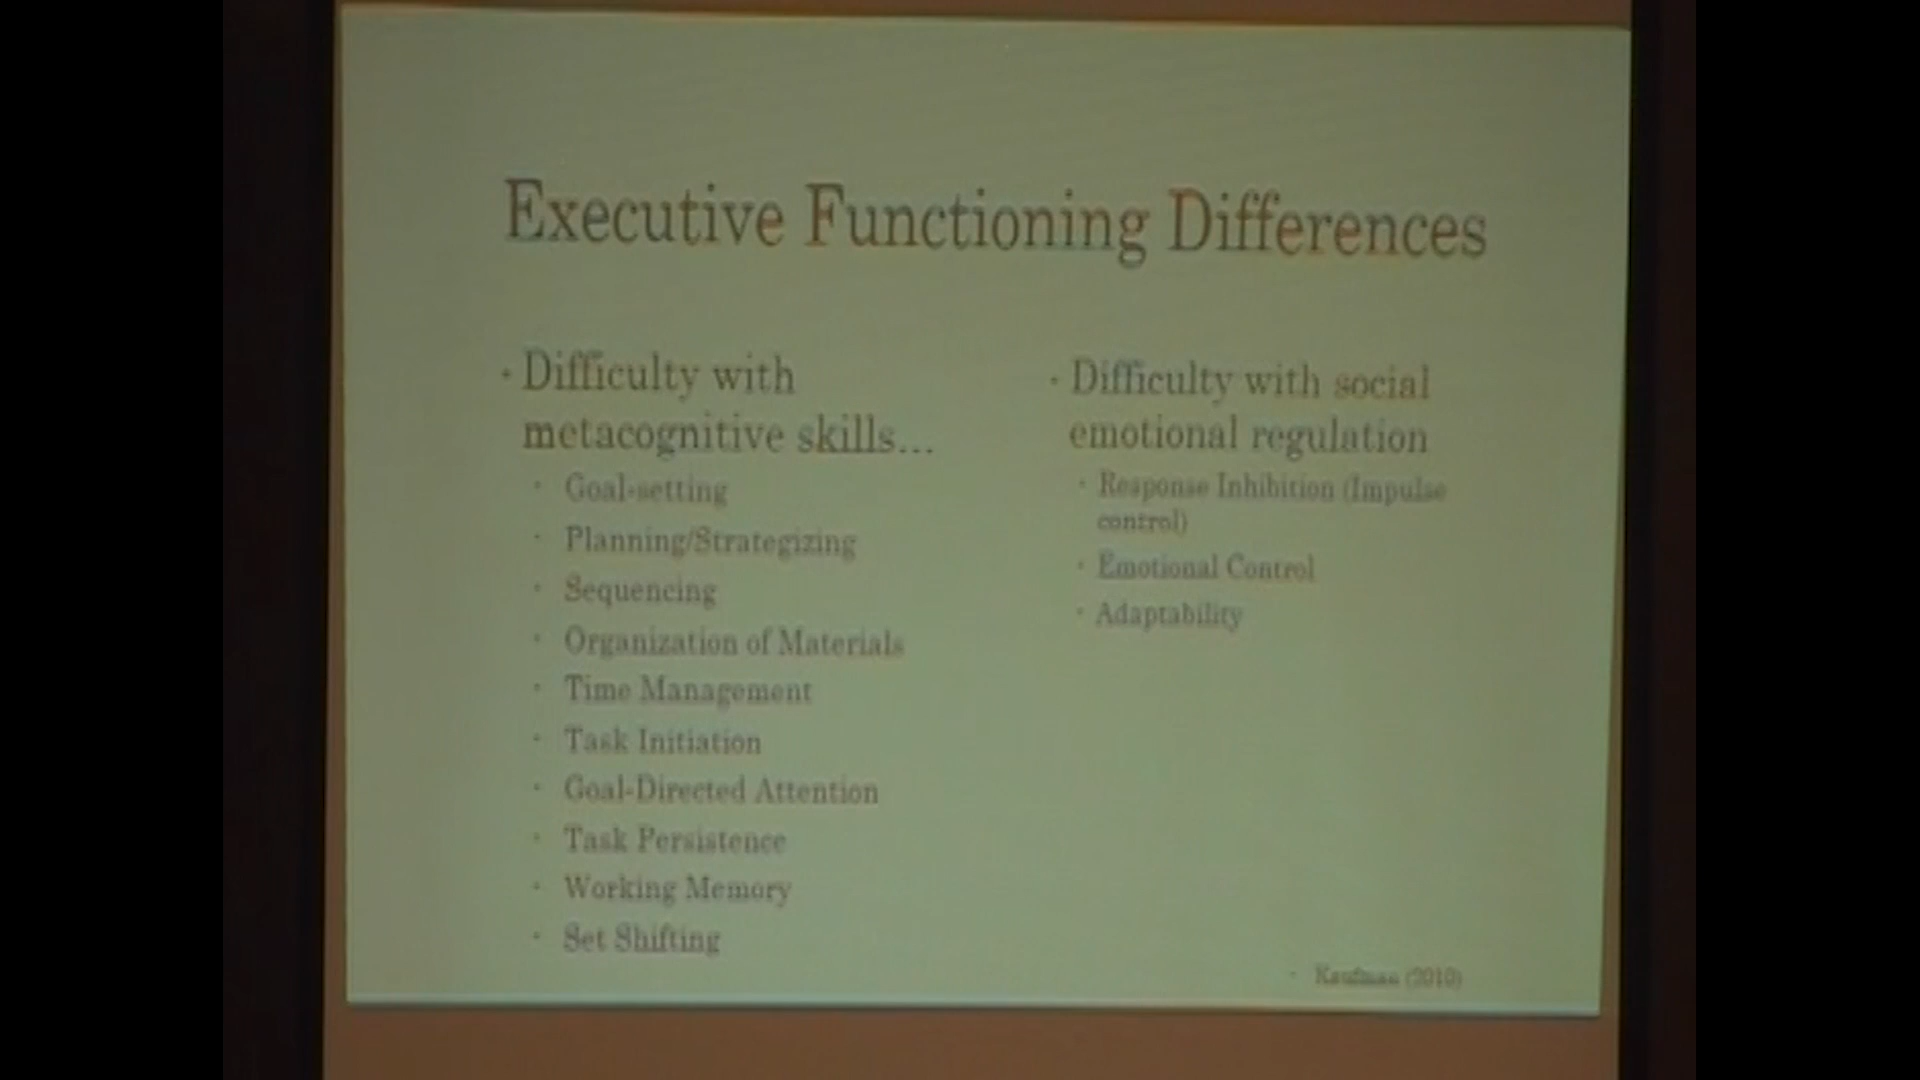 Executive Functioning Differences
· Difficulty with
metacognitive skills...
· Goal-setting
· Planning/Strategizing
· Sequencing
· Organization of Materials
· Time Management
· Task Initiation
· Goal-Directed Attention
· Task Persistence
· Working Memory
· Set Shifting
· Difficulty with social
emotional regulation
· Response Inhibition (Impulse
control)
· Emotional Control
· Adaptability
· Kaufman (2010)